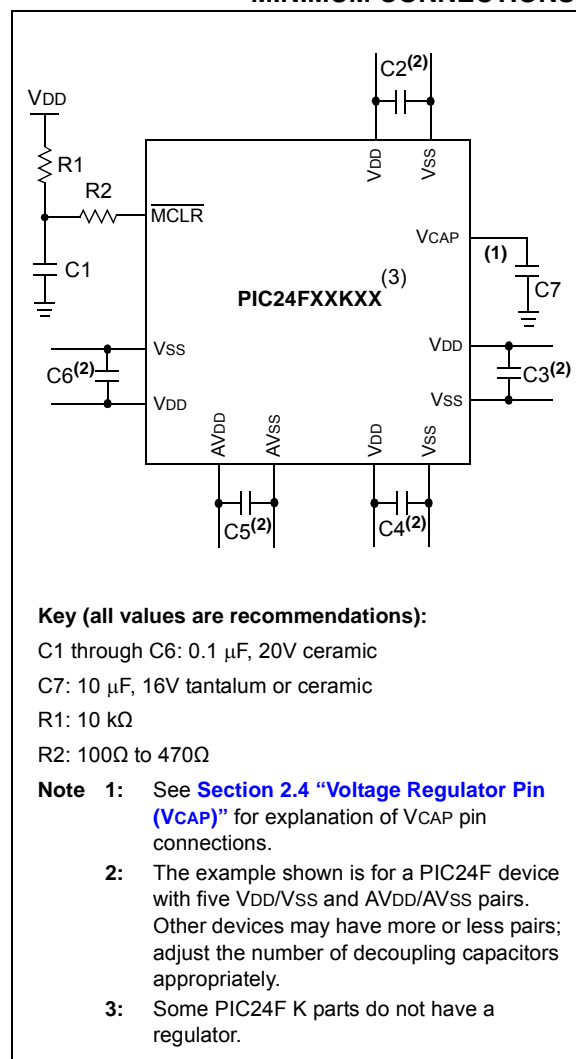 C2(2)
VDD
R1
R2
C1
MCLR
VDD
VSS
VCAP
(1)
C7
PIC24FXXKXX(3)
VSS
C6(2)
VDD
VDD
C3(2)
VSS
AVDD
AVSS
VDD
VSS
C5(2)
C4(2)
Key (all values are recommendations):
C1 through C6: 0.1 μF, 20V ceramic
C7: 10 μF, 16V tantalum or ceramic
R1: 10 kΩ
R2: 100Ω to 470Ω
Note 1: See Section 2.4 “Voltage Regulator Pin
(VCAP)” for explanation of VCAP pin
connections.
2: The example shown is for a PIC24F device
with five VDD/VSS and AVDD/AVSS pairs.
Other devices may have more or less pairs;
adjust the number of decoupling capacitors
appropriately.
3: Some PIC24F K parts do not have a
regulator.